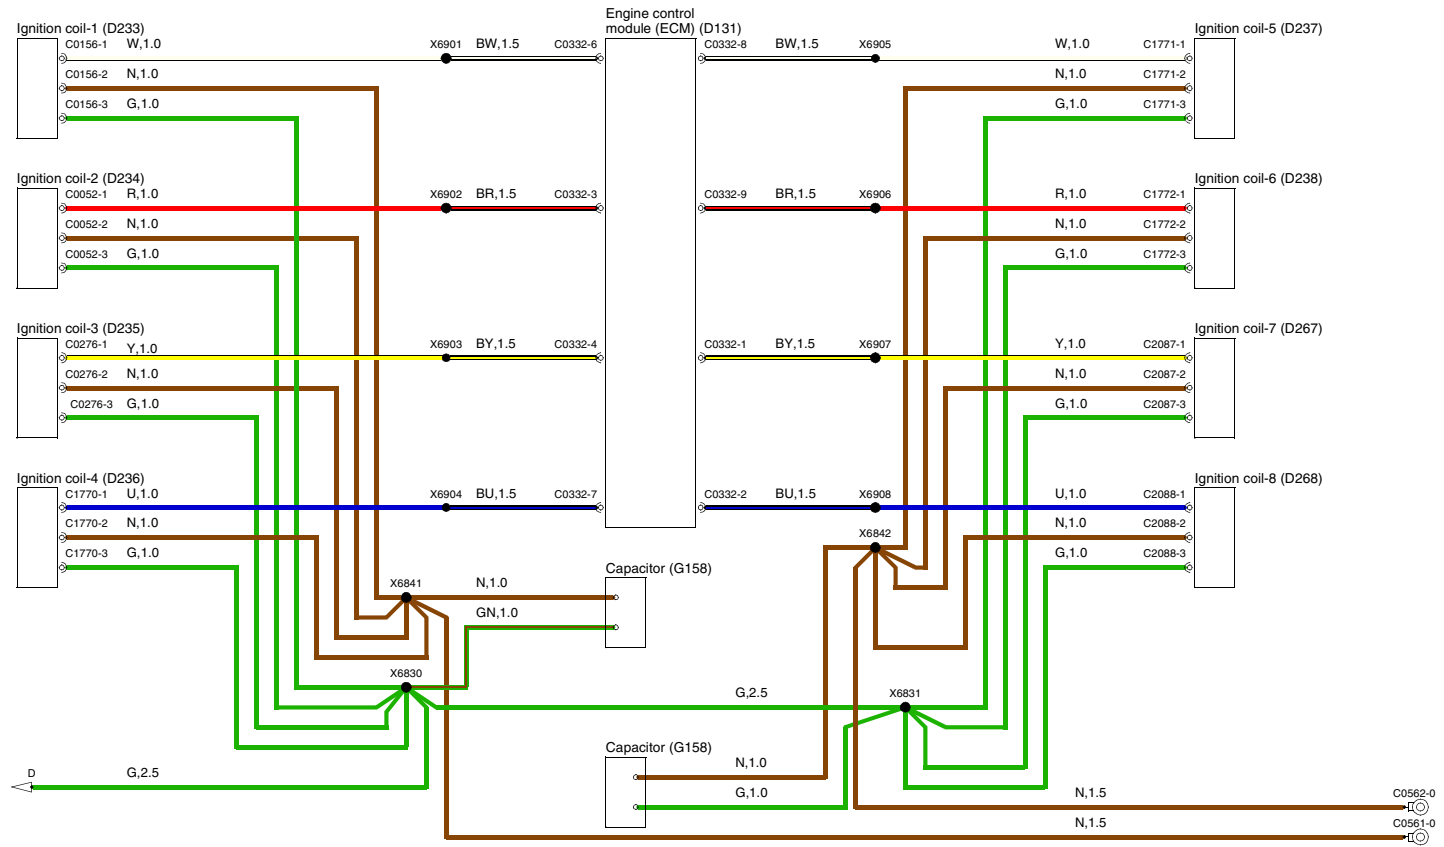 Engine control
module (ECM) (D131)
Ignition coil-1 (D233)
Ignition coil-5 (D237)
C0156-1 W,1.0 X6901 BW,1.5 C0332-6 C0332-8 BW,1.5 X6905 W,1.0 C1771-1
C0156-2 N,1.0 N,1.0 C1771-2
C0156-3 G,1.0 G,1.0 C1771-3
Ignition coil-2 (D234)
Ignition coil-6 (D238)
C0052-1 R,1.0 X6902 BR,1.5 C0332-3 C0332-9 BR,1.5 X6906 R,1.0 C1772-1
C0052-2 N,1.0 N,1.0 C1772-2
C0052-3 G,1.0 G,1.0 C1772-3
Ignition coil-3 (D235)
Ignition coil-7 (D267)
C0276-1 Y,1.0 X6903 BY,1.5 C0332-4 C0332-1 BY,1.5 X6907 Y,1.0 C2087-1
C0276-2 N,1.0 N,1.0 C2087-2
C0276-3 G,1.0 G,1.0 C2087-3
Ignition coil-4 (D236)
Ignition coil-8 (D268)
C1770-1 U,1.0 X6904 BU,1.5 C0332-7 C0332-2 BU,1.5 X6908 U,1.0 C2088-1
C1770-2 N,1.0 N,1.0 C2088-2
X6842
C1770-3 G,1.0 G,1.0 C2088-3
Capacitor (G158)
X6841 N,1.0
GN,1.0
X6830
G,2.5 X6831
Capacitor (G158)
D G,2.5
N,1.0
G,1.0 N,1.5 C0562-0
N,1.5 C0561-0